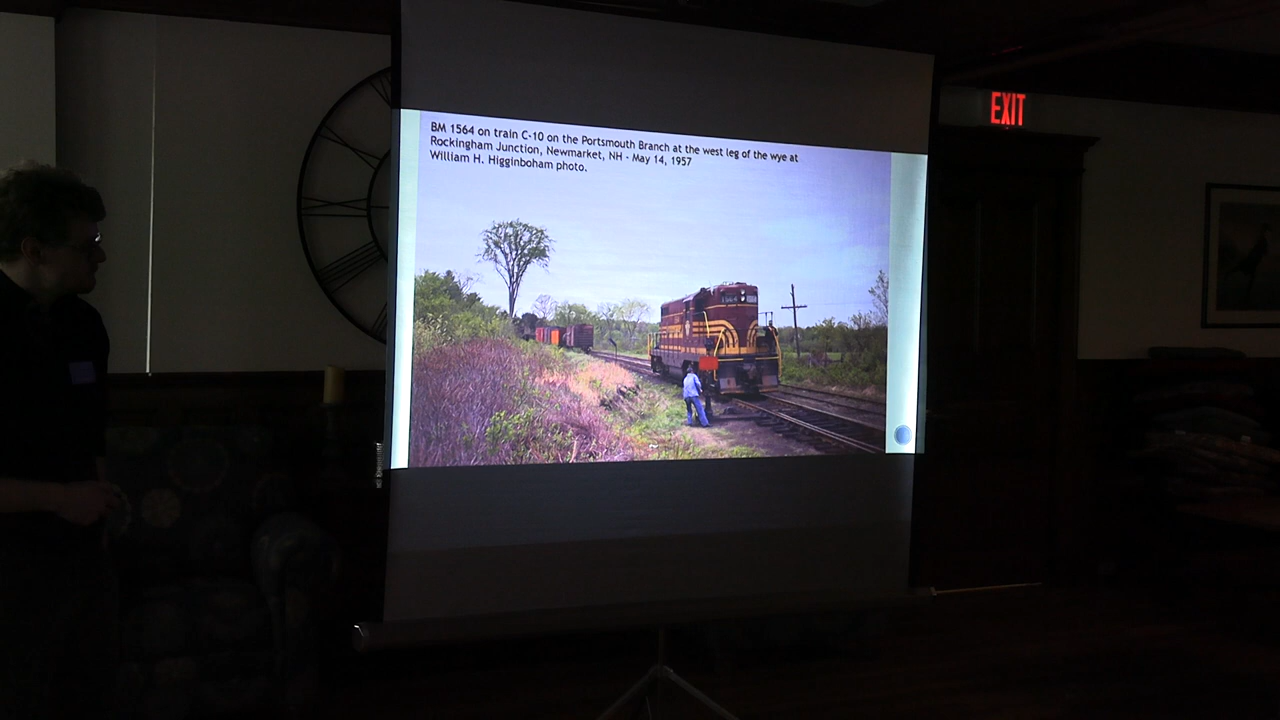 BM 1564 on train C-10 on the Portsmouth Branch at the west leg of the wye at
Rockingham Junction, Newmarket, NH - May 14, 1957
William H. Higginboham photo.
EXIT